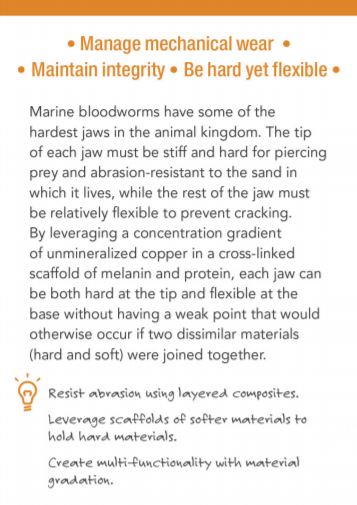 • Manage mechanical wear •
• Maintain integrity • Be hard yet flexible •
Marine bloodworms have some of the
hardest jaws in the animal kingdom. The tip
of each jaw must be stiff and hard for piercing
prey and abrasion-resistant to the sand in
which it lives, while the rest of the jaw must
be relatively flexible to prevent cracking.
By leveraging a concentration gradient
of unmineralized copper in a cross-linked
scaffold of melanin and protein, each jaw can
be both hard at the tip and flexible at the
base without having a weak point that would
otherwise occur if two dissimilar materials
(hard and soft) were joined together.
Resist abrasion using layered composites.
Leverage scaffolds of softer materials to
hold hard materials.
Create multi-functionality with material
gradation.